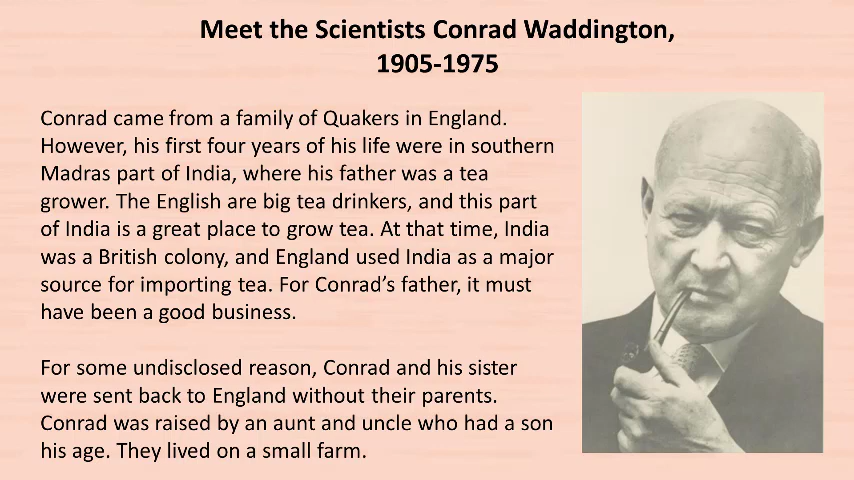 Meet the Scientists Conrad Waddington,
1905-1975
Conrad came from a family of Quakers in England.
However, his first four years of his life were in southern
Madras part of India, where his father was a tea
grower. The English are big tea drinkers, and this part
of India is a great place to grow tea. At that time, India
was a British colony, and England used India as a major
source for importing tea. For Conrad’s father, it must
have been a good business.
For some undisclosed reason, Conrad and his sister
were sent back to England without their parents.
Conrad was raised by an aunt and uncle who had a son
his age. They lived on a small farm.